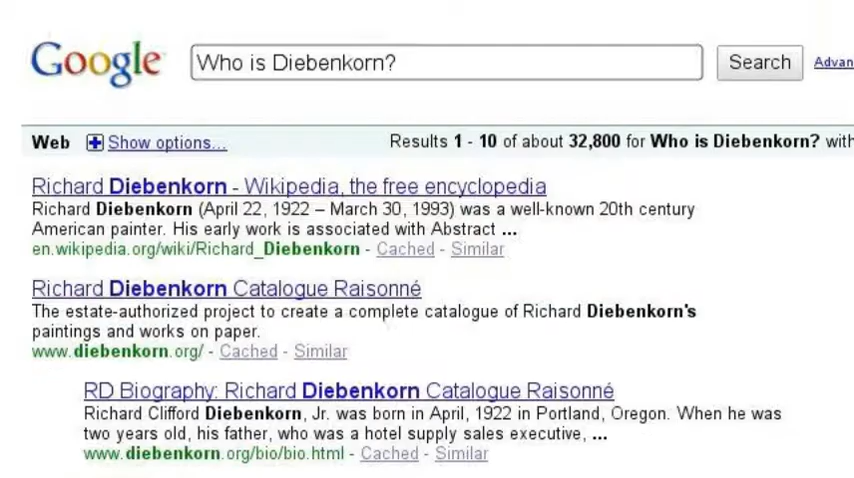 Google Who is Diebenkorn? Search Advan
Web Show options... Results 1 - 10 of about 32,800 for Who is Diebenkorn? with
Richard Diebenkorn - Wikipedia, the free encyclopedia
Richard Diebenkorn (April 22, 1922 – March 30, 1993) was a well-known 20th century
American painter. His early work is associated with Abstract ...
en.wikipedia.org/wiki/Richard_Diebenkorn - Cached - Similar
Richard Diebenkorn Catalogue Raisonné
The estate-authorized project to create a complete catalogue of Richard Diebenkorn's
paintings and works on paper.
www.diebenkorn.org/ - Cached - Similar
RD Biography: Richard Diebenkorn Catalogue Raisonné
Richard Clifford Diebenkorn, Jr. was born in April, 1922 in Portland, Oregon. When he was
two years old, his father, who was a hotel supply sales executive, ...
www.diebenkorn.org/bio/bio.html - Cached - Similar